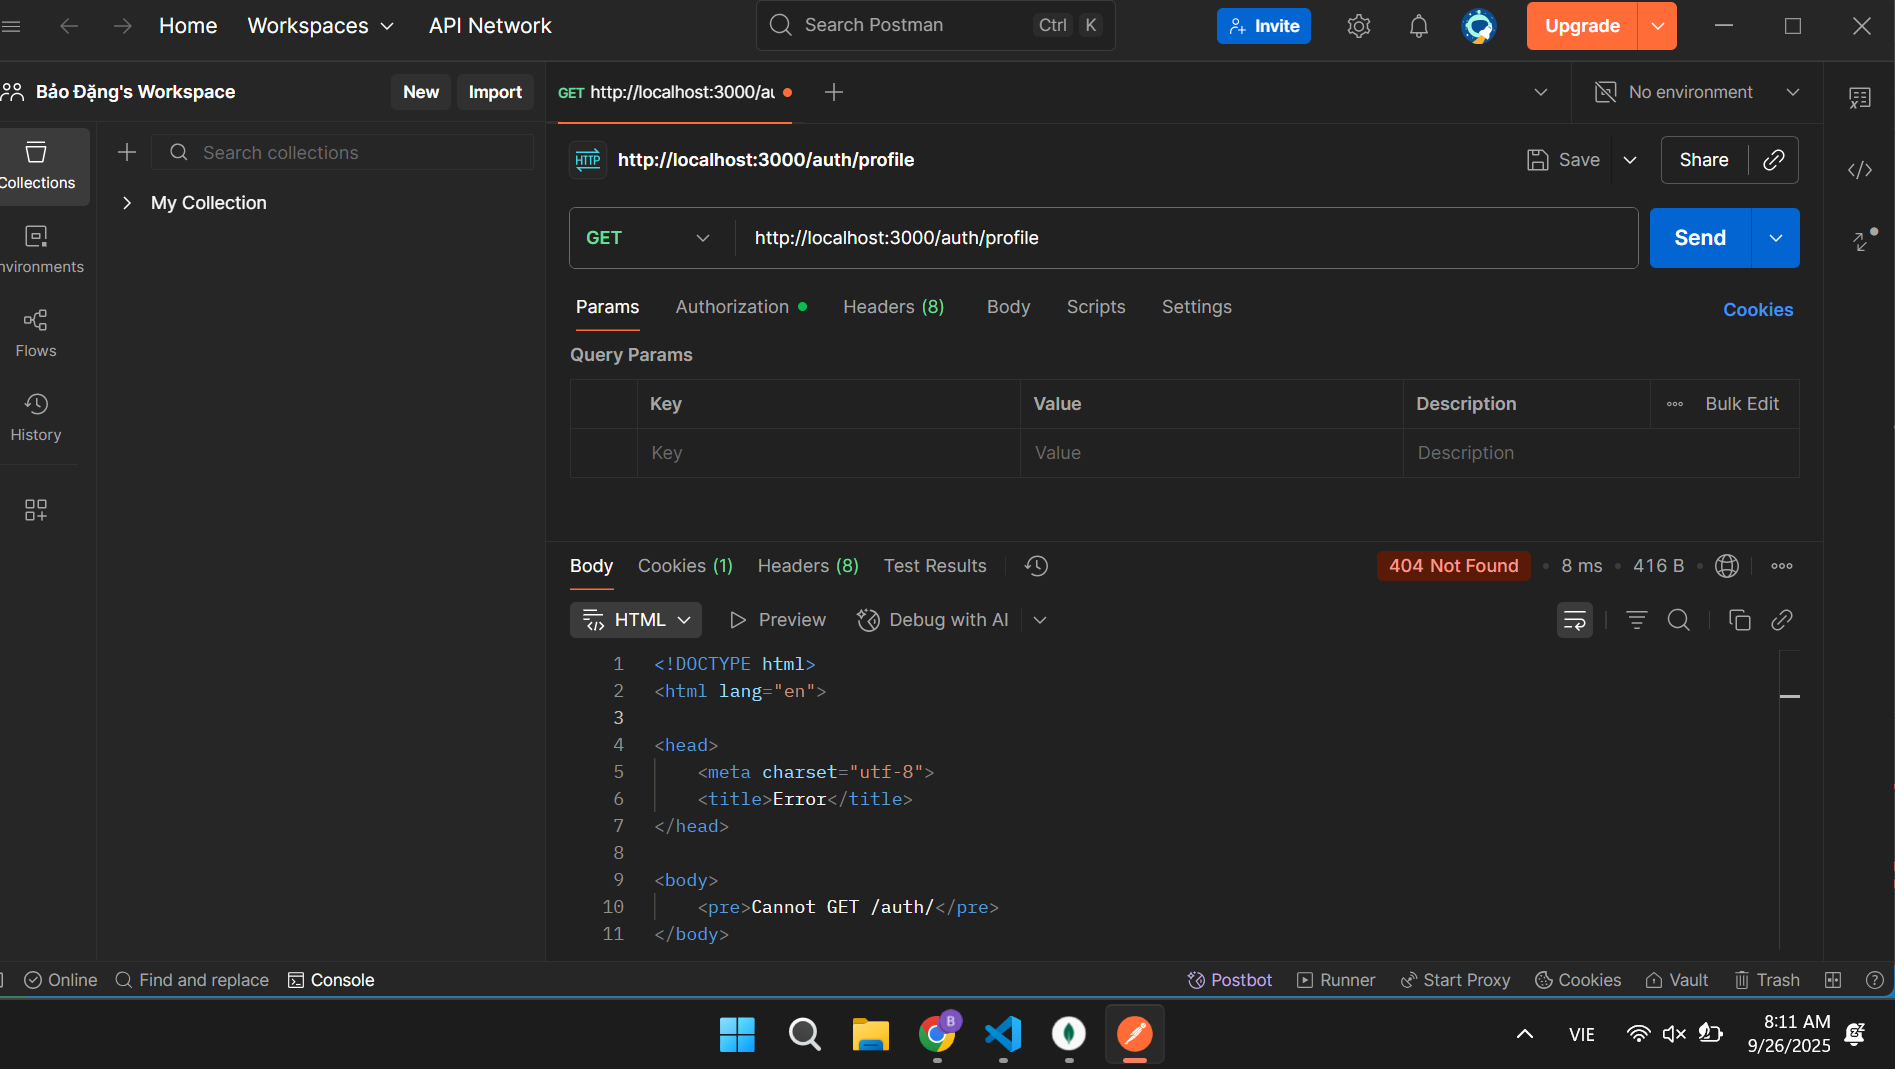 Home Workspaces API Network Search Postman Ctrl K Invite Upgrade
Bảo Đặng's Workspace New Import GET http://localhost:3000/au No environment
Search collections
http://localhost:3000/auth/profile Save Share
Collections
My Collection
GET http://localhost:3000/auth/profile Send
nvironments
Params Authorization Headers (8) Body Scripts Settings Cookies
Flows
Query Params
Key Value Description Bulk Edit
History
Key Value Description
Body Cookies (1) Headers (8) Test Results 404 Not Found • 8 ms • 416 B
HTML Preview Debug with AI
1 <!DOCTYPE html>
2 <html lang="en">
3
4 <head>
5 <meta charset="utf-8">
6 <title>Error</title>
7 </head>
8
9 <body>
10 <pre>Cannot GET /auth/</pre>
11 </body>
Online Find and replace Console Postbot Runner Start Proxy Cookies Vault Trash
B
VIE
8:11 AM
9/26/2025